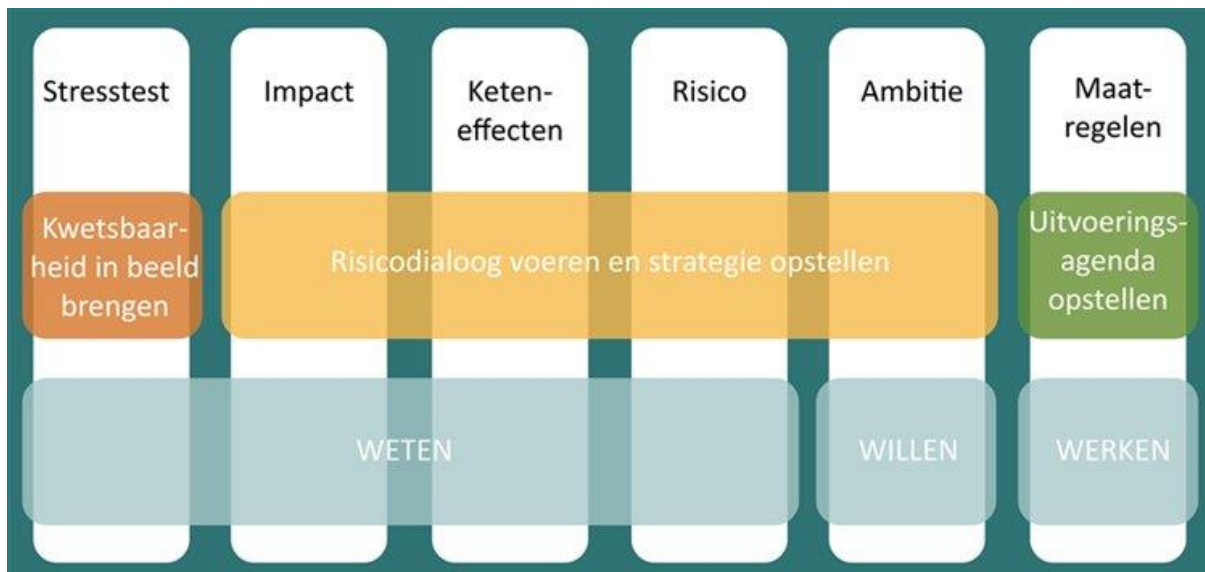 Stresstest
Impact
Keten-
effecten
Risico
Ambitie
Maat-
regelen
Kwetsbaar-
heid in beeld
brengen
Risicodialoog voeren en strategie opstellen
Uitvoerings-
agenda
opstellen
WETEN
WILLEN
WERKEN